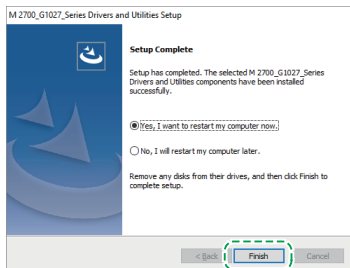 M 2700_G1027_Series Drivers and Utilities Setup
Setup Complete
Setup has completed. The selected M 2700_G1027_Series
Drivers and Utilities components have been installed
successfully.
Yes, I want to restart my computer now.
No, I will restart my computer later.
Remove any disks from their drives, and then click Finish to
complete setup.
< Back Finish Cancel